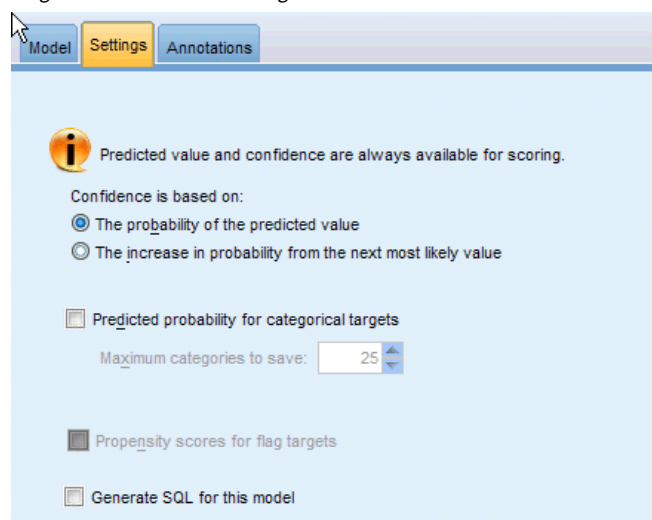 Model Settings Annotations
Predicted value and confidence are always available for scoring.
Confidence is based on:
The probability of the predicted value
The increase in probability from the next most likely value
Predicted probability for categorical targets
Maximum categories to save: 25
Propensity scores for flag targets
Generate SQL for this model